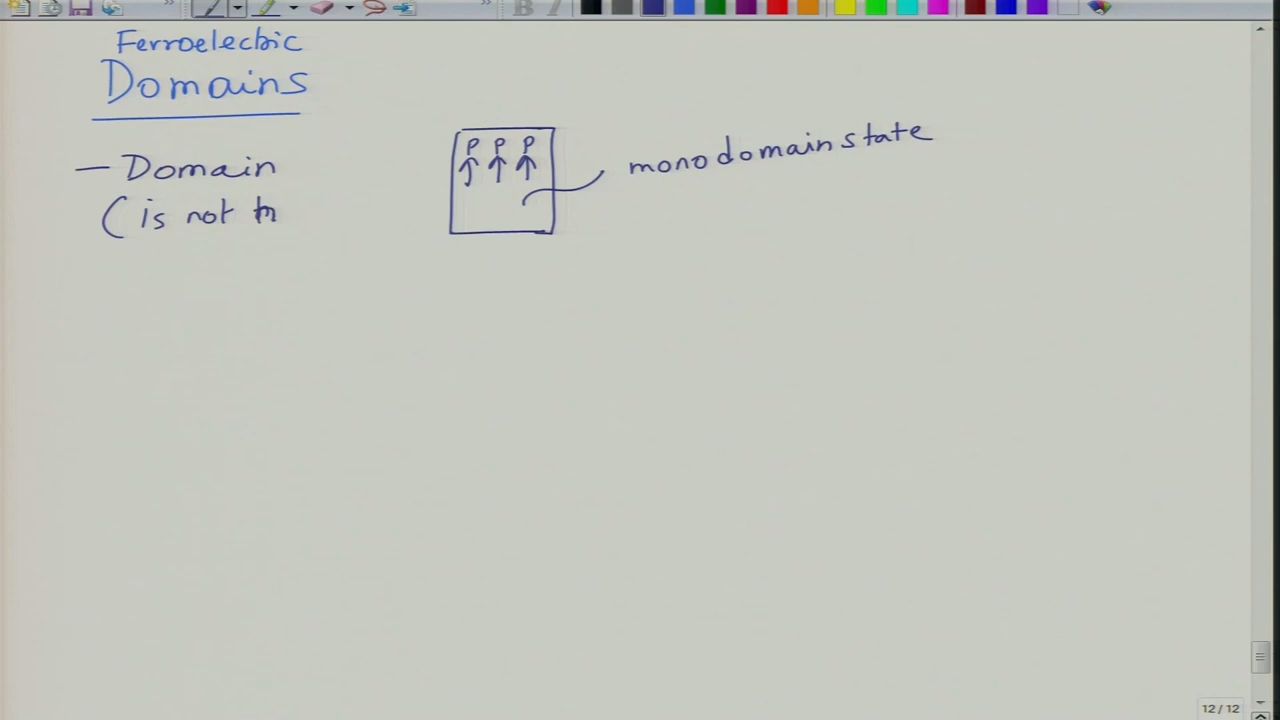 Ferroelectric
Domains
— Domain
(is not
P P P
monodomain state
12 / 12